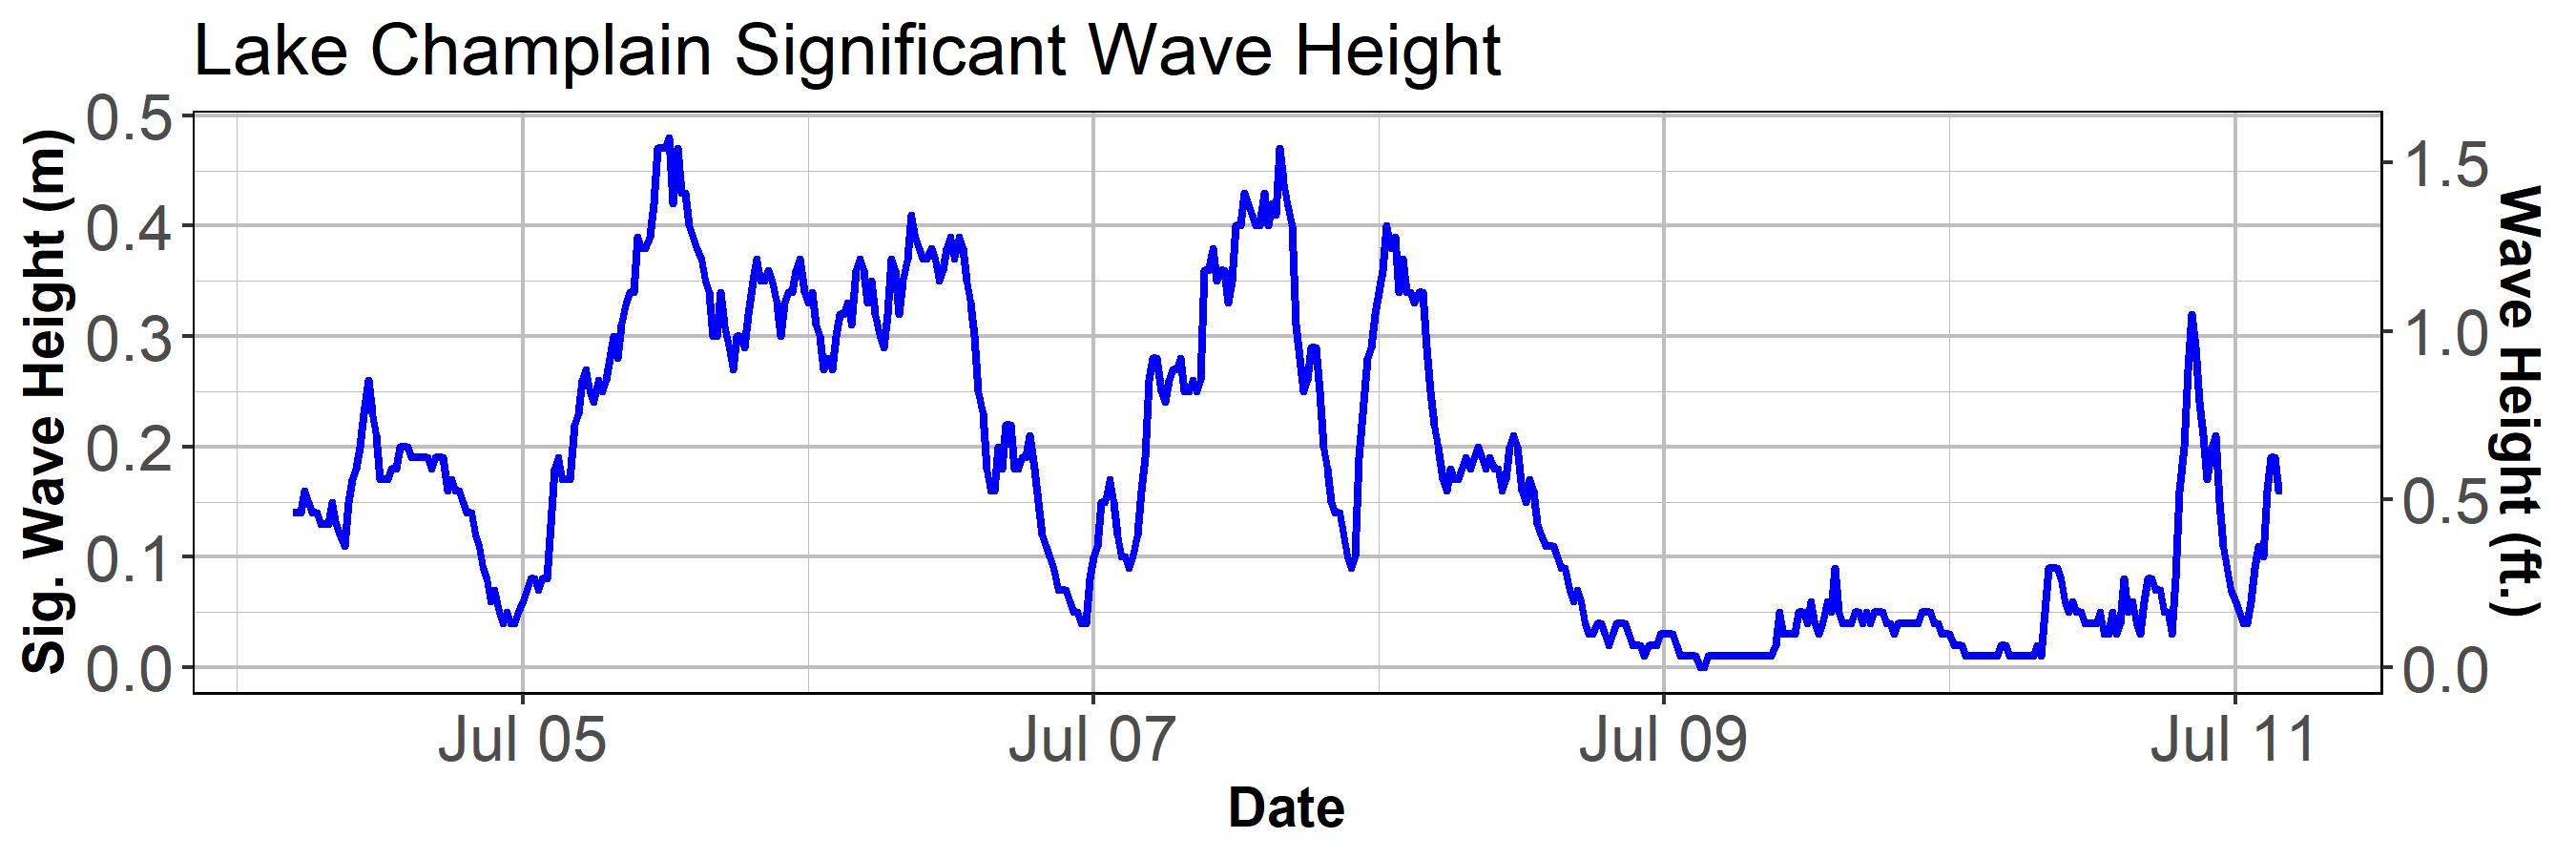 Lake Champlain Significant Wave Height
Sig. Wave Height (m)
0.5
0.4
0.3
0.2
0.1
0.0
1.5
1.0
0.5
0.0
Wave Height (ft.)
Jul 05 Jul 07 Jul 09 Jul 11
Date